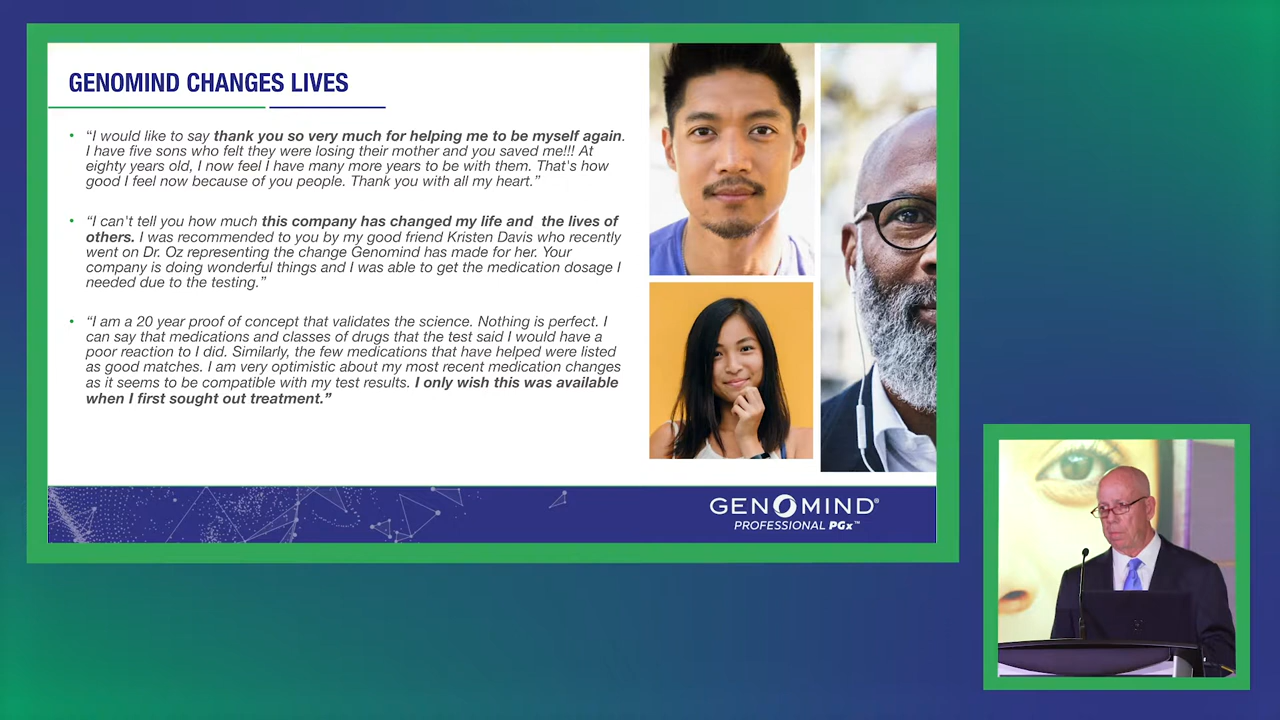 GENOMIND CHANGES LIVES
• “I would like to say thank you so very much for helping me to be myself again.
I have five sons who felt they were losing their mother and you saved me!!! At
eighty years old, I now feel I have many more years to be with them. That's how
good I feel now because of you people. Thank you with all my heart.”
• “I can't tell you how much this company has changed my life and the lives of
others. I was recommended to you by my good friend Kristen Davis who recently
went on Dr. Oz representing the change Genomind has made for her. Your
company is doing wonderful things and I was able to get the medication dosage I
needed due to the testing.”
• “I am a 20 year proof of concept that validates the science. Nothing is perfect. I
can say that medications and classes of drugs that the test said I would have a
poor reaction to I did. Similarly, the few medications that have helped were listed
as good matches. I am very optimistic about my most recent medication changes
as it seems to be compatible with my test results. I only wish this was available
when I first sought out treatment.”
GENOMIND®
PROFESSIONAL PGx™